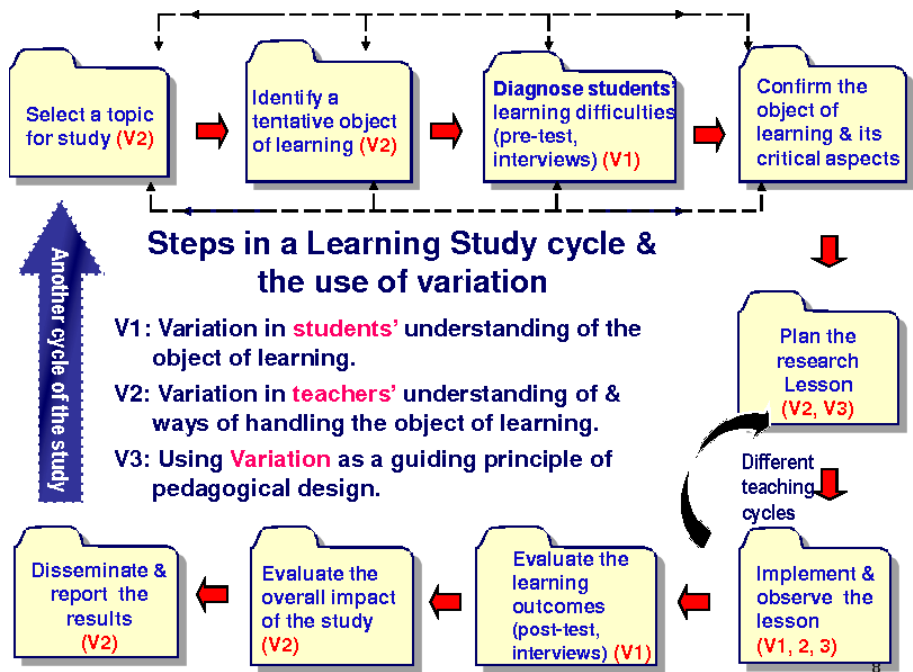 Select a topic
for study (V2)
Identify a
tentative object
of learning (V2)
Diagnose students'
learning difficulties
(pre-test,
interviews) (V1)
Confirm the
object of
learning & its
critical aspects
Steps in a Learning Study cycle &
the use of variation
V1: Variation in students' understanding of the
object of learning.
V2: Variation in teachers' understanding of &
ways of handling the object of learning.
V3: Using Variation as a guiding principle of
pedagogical design.
Another cycle of the study
Plan the
research
Lesson
(V2, V3)
Different
teaching
cycles
Implement &
observe the
lesson
(V1, 2, 3)
Evaluate the
learning
outcomes
(post-test,
interviews) (V1)
Evaluate the
overall impact
of the study
(V2)
Disseminate &
report the
results
(V2)
8